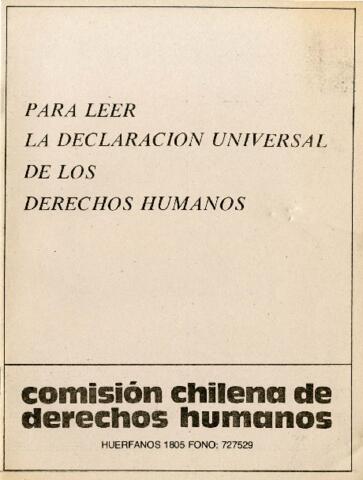 PARA LEER
LA DECLARACION UNIVERSAL
DE LOS
DERECHOS HUMANOS
comisión chilena de
derechos humanos
HUERFANOS 1805 FONO: 727529